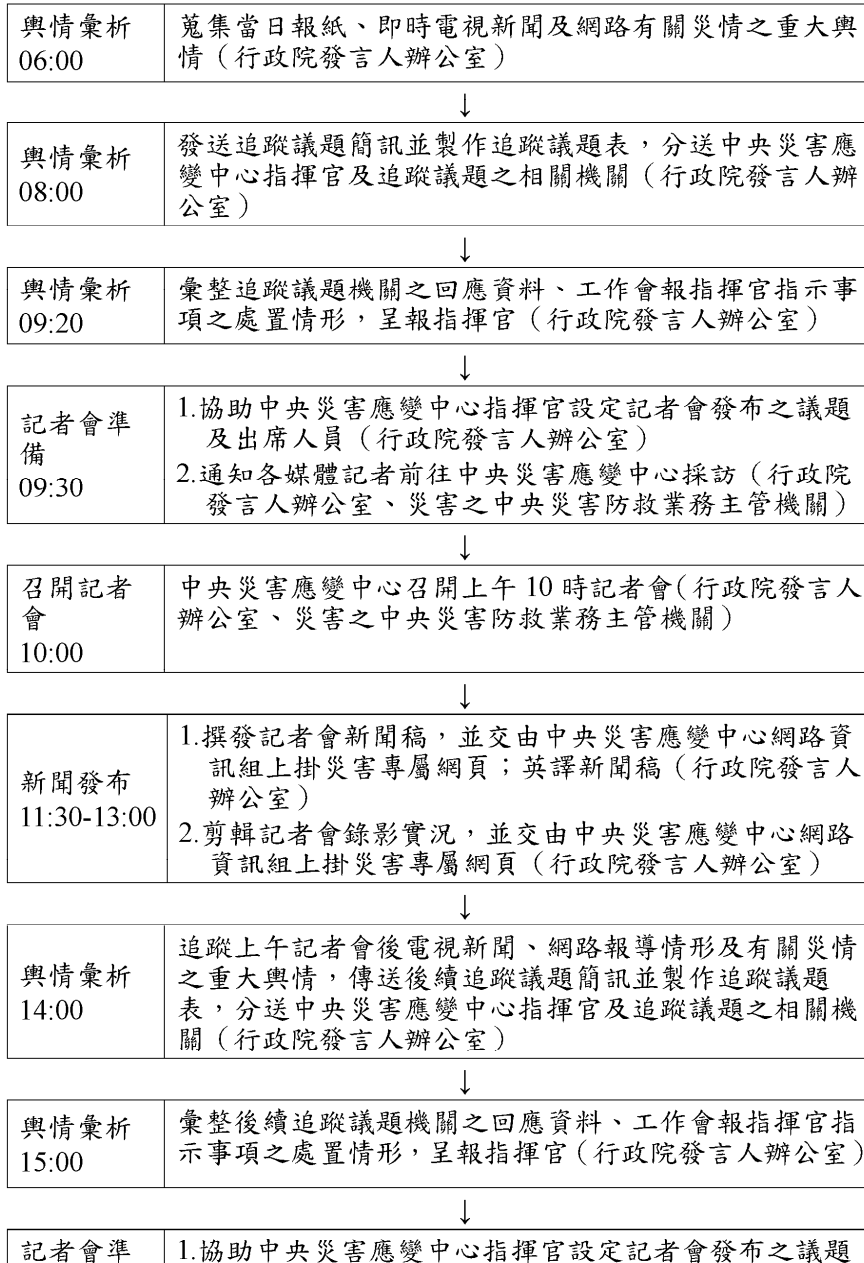 輿情彙析
06:00
蒐集當日報紙、即時電視新聞及網路有關災情之重大輿
情（行政院發言人辦公室）
↓
輿情彙析
08:00
發送追蹤議題簡訊並製作追蹤議題表，分送中央災害應
變中心指揮官及追蹤議題之相關機關（行政院發言人辦
公室）
↓
輿情彙析
09:20
彙整追蹤議題機關之回應資料、工作會報指揮官指示事
項之處置情形，呈報指揮官（行政院發言人辦公室）
↓
記者會準
備
09:30
1.協助中央災害應變中心指揮官設定記者會發布之議題
及出席人員（行政院發言人辦公室）
2.通知各媒體記者前往中央災害應變中心採訪（行政院
發言人辦公室、災害之中央災害防救業務主管機關）
↓
召開記者
會
10:00
中央災害應變中心召開上午 10 時記者會（行政院發言人
辦公室、災害之中央災害防救業務主管機關）
↓
新聞發布
11:30-13:00
1.撰發記者會新聞稿，並交由中央災害應變中心網路資
訊組上掛災害專屬網頁；英譯新聞稿（行政院發言人
辦公室）
2.剪輯記者會錄影實況，並交由中央災害應變中心網路
資訊組上掛災害專屬網頁（行政院發言人辦公室）
↓
輿情彙析
14:00
追蹤上午記者會後電視新聞、網路報導情形及有關災情
之重大輿情，傳送後續追蹤議題簡訊並製作追蹤議題
表，分送中央災害應變中心指揮官及追蹤議題之相關機
關（行政院發言人辦公室）
↓
輿情彙析
15:00
彙整後續追蹤議題機關之回應資料、工作會報指揮官指
示事項之處置情形，呈報指揮官（行政院發言人辦公室）
↓
記者會準
1.協助中央災害應變中心指揮官設定記者會發布之議題